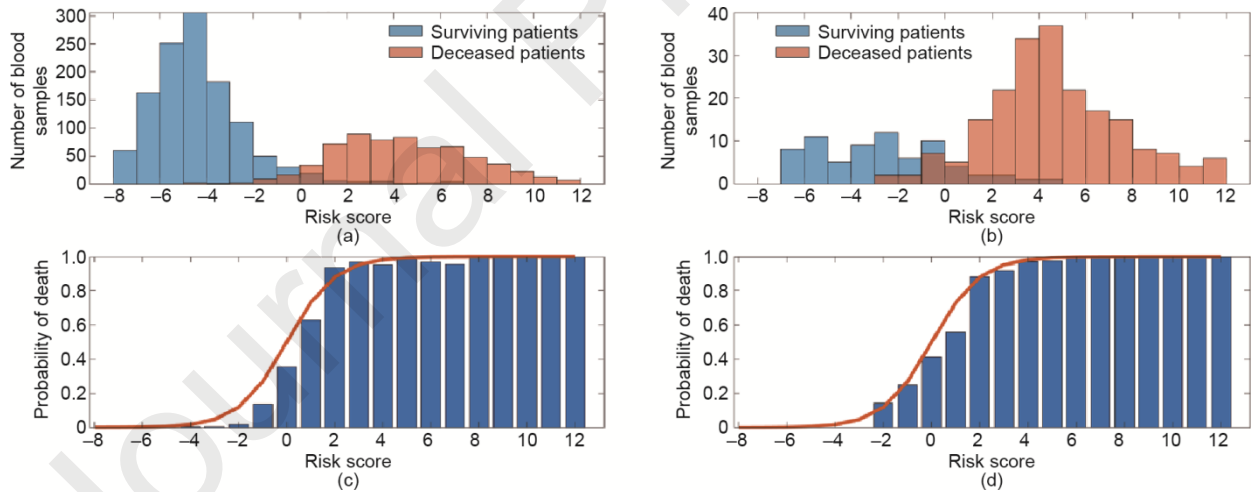 300
250
150
100
50
0
Number of blood
samples
Surviving patients
Deceased patients
−8 −6 −4 −2 0 2 4 6 8 10 12
Risk score
(a)
40
30
20
10
0
Number of blood
samples
Surviving patients
Deceased patients
−8 −6 −4 −2 0 2 4 6 8 10 12
Risk score
(b)
1.0
0.8
0.6
0.4
0.2
0
Probability of death
−8 −6 −4 −2 0 2 4 6 8 10 12
Risk score
(c)
1.0
0.8
0.6
0.4
0.2
0
Probability of death
−8 −6 −4 −2 0 2 4 6 8 10 12
Risk score
(d)
Journal P